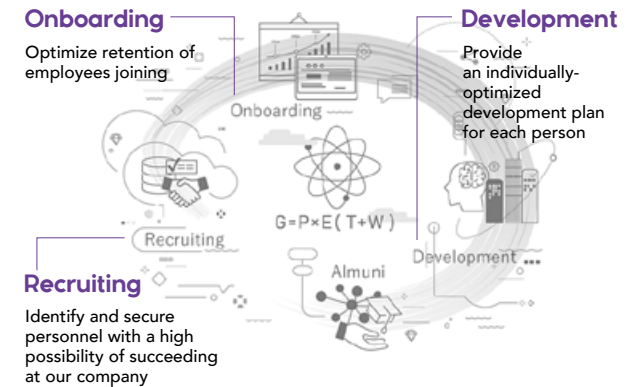 Onboarding
Optimize retention of
employees joining
Development
Provide
an individually-
optimized
development plan
for each person
Onboarding
G=P×E(T+W)
Recruiting
Development
Almuni
Recruiting
Identify and secure
personnel with a high
possibility of succeeding
at our company